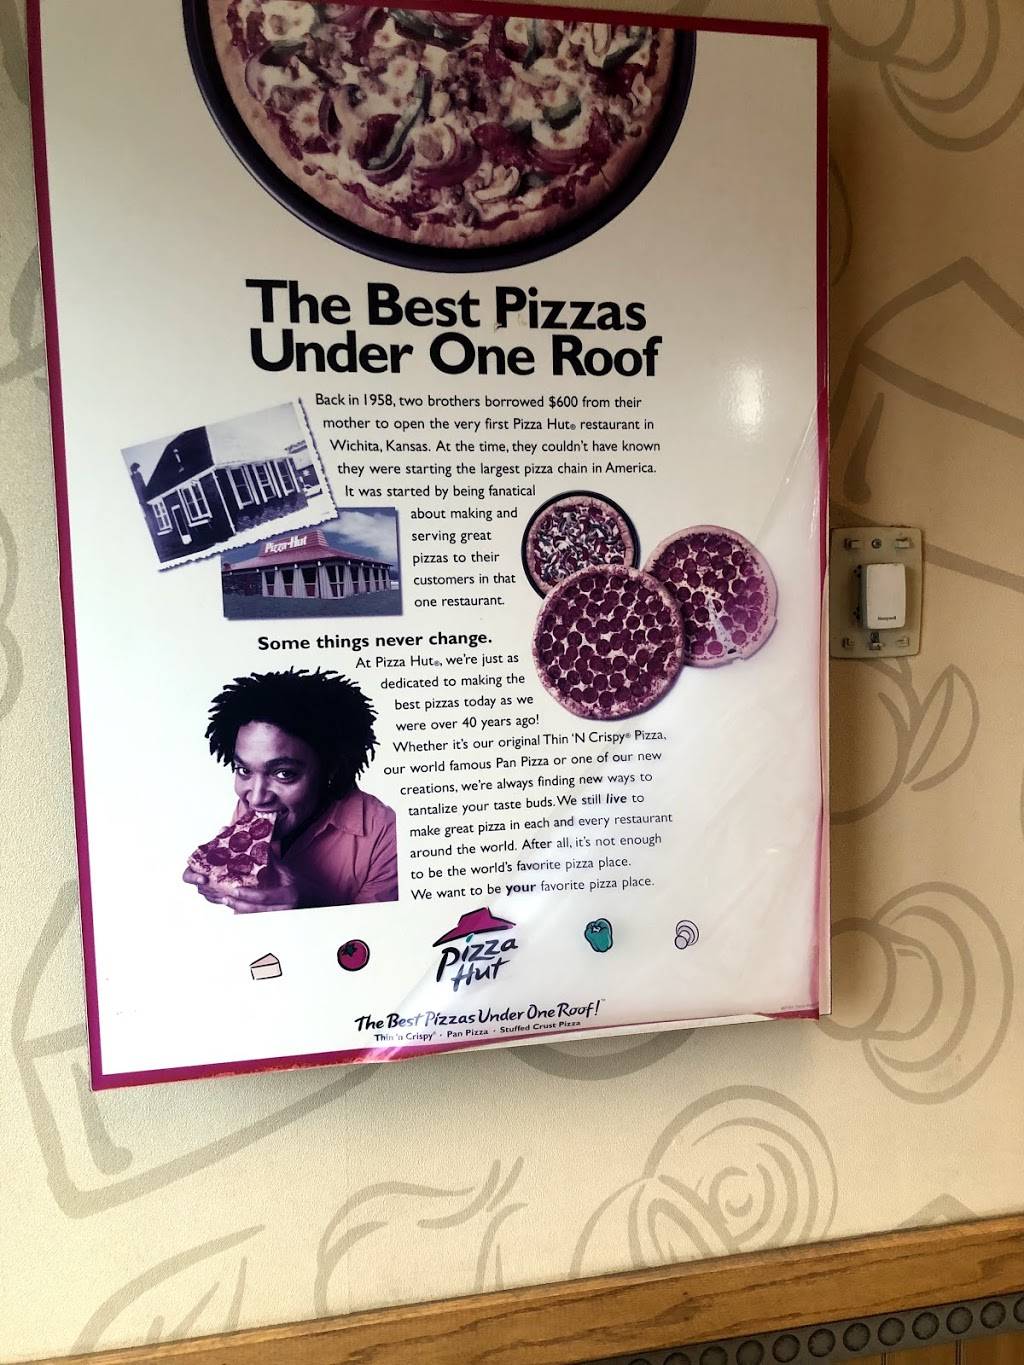 The Best Pizzas
Under One Roof
Back in 1958, two brothers borrowed $600 from their
mother to open the very first Pizza Hut® restaurant in
Wichita, Kansas. At the time, they couldn't have known
they were starting the largest pizza chain in America.
It was started by being fanatical
about making and
serving great
pizzas to their
customers in that
one restaurant.
Pizza Hut
Some things never change.
At Pizza Hut®, we're just as
dedicated to making the
best pizzas today as we
were over 40 years ago!
Whether it's our original Thin 'N Crispy® Pizza,
our world famous Pan Pizza or one of our new
creations, we're always finding new ways to
tantalize your taste buds. We still live to
make great pizza in each and every restaurant
around the world. After all, it's not enough
to be the world's favorite pizza place.
We want to be your favorite pizza place.
Pizza
Hut
The Best Pizzas Under One Roof!™
Thin 'n Crispy® · Pan Pizza · Stuffed Crust Pizza
Honeywell